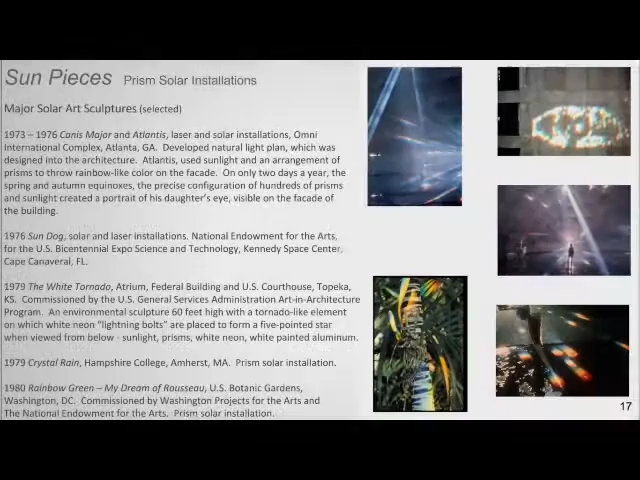 Sun Pieces Prism Solar Installations
Major Solar Art Sculptures (selected)
1973 – 1976 Canis Major and Atlantis, laser and solar installations, Omni
International Complex, Atlanta, GA. Developed natural light plan, which was
designed into the architecture. Atlantis, used sunlight and an arrangement of
prisms to throw rainbow-like color on the facade. On only two days a year, the
spring and autumn equinoxes, the precise configuration of hundreds of prisms
and sunlight created a portrait of his daughter's eye, visible on the facade of
the building.
1976 Sun Dog, solar and laser installations. National Endowment for the Arts,
for the U.S. Bicentennial Expo Science and Technology, Kennedy Space Center,
Cape Canaveral, FL.
1979 The White Tornado, Atrium, Federal Building and U.S. Courthouse, Topeka,
KS. Commissioned by the U.S. General Services Administration Art-in-Architecture
Program. An environmental sculpture 60 feet high with a tornado-like element
on which white neon "lightning bolts" are placed to form a five-pointed star
when viewed from below - sunlight, prisms, white neon, white painted aluminum.
1979 Crystal Rain, Hampshire College, Amherst, MA. Prism solar installation.
1980 Rainbow Green – My Dream of Rousseau, U.S. Botanic Gardens,
Washington, DC. Commissioned by Washington Projects for the Arts and
The National Endowment for the Arts. Prism solar installation.
17